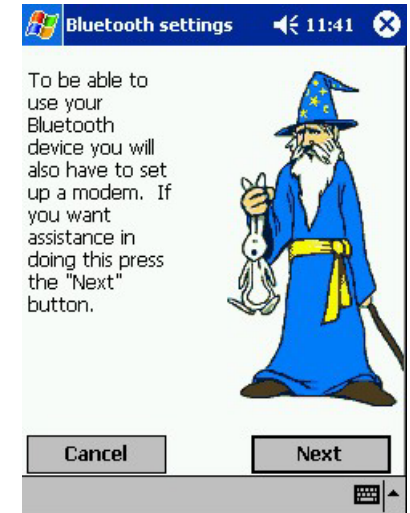 Bluetooth settings 11:41
To be able to
use your
Bluetooth
device you will
also have to set
up a modem. If
you want
assistance in
doing this press
the "Next"
button.
Cancel Next